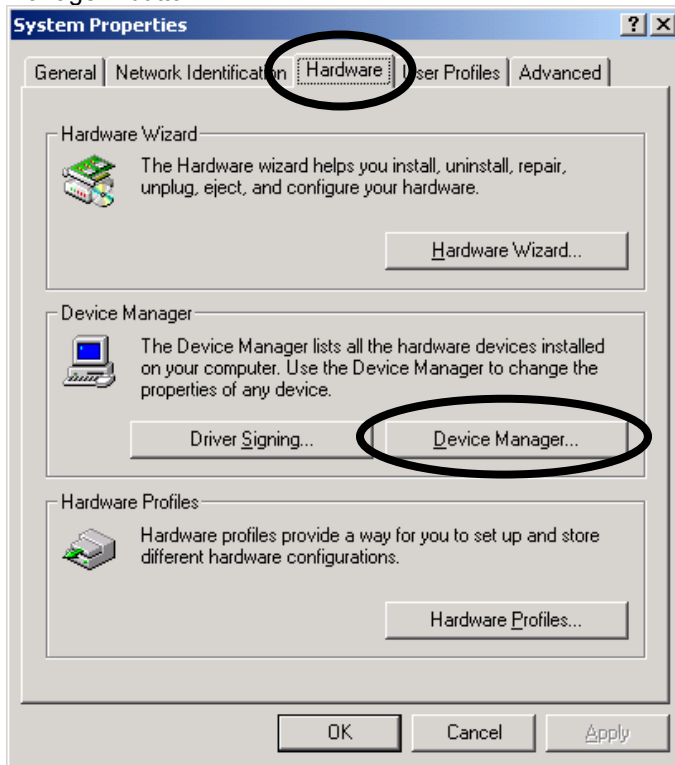 System Properties
General Network Identification Hardware User Profiles Advanced
Hardware Wizard
The Hardware wizard helps you install, uninstall, repair,
unplug, eject, and configure your hardware.
Hardware Wizard...
Device Manager
The Device Manager lists all the hardware devices installed
on your computer. Use the Device Manager to change the
properties of any device.
Driver Signing... Device Manager...
Hardware Profiles
Hardware profiles provide a way for you to set up and store
different hardware configurations.
Hardware Profiles...
OK Cancel Apply